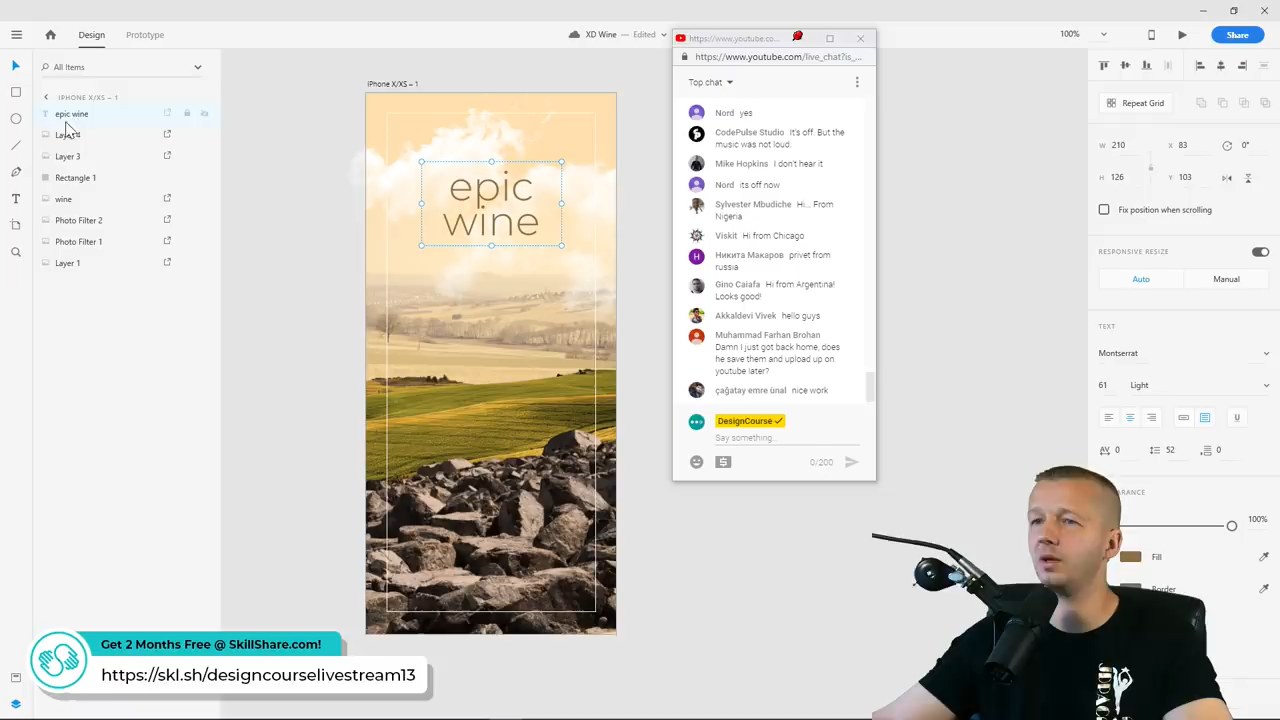 Design
Prototype
XD Wine – Edited
100%
Share
All Items
IPHONE X/XS – 1
epic wine
Layer 3
Rectangle 1
wine
Photo Filter 2
Photo Filter 1
Layer 1
iPhone X/XS – 1
epic
wine
https://www.youtube.co...
https://www.youtube.com/live_chat?is_...
Top chat
Nord yes
CodePulse Studio It's off. But the
music was not loud.
Mike Hopkins I don't hear it
Nord its off now
Sylvester Mbudiche Hi... From
Nigeria
Viskit Hi from Chicago
Никита Макаров privet from
russia
Gino Caiafa Hi from Argentina!
Looks good!
Akkaldevi Vivek hello guys
Muhammad Farhan Brohan
Damn I just got back home, does
he save them and upload up on
youtube later?
çağatay emre ünal nice work
DesignCourse
Say something...
0/200
Repeat Grid
W 210 X 83 0°
H 126 Y 103
Fix position when scrolling
RESPONSIVE RESIZE
Auto Manual
TEXT
Montserrat
61 Light
0 52 0
100%
Fill
Border
Get 2 Months Free @ SkillShare.com!
https://skl.sh/designcourselivestream13